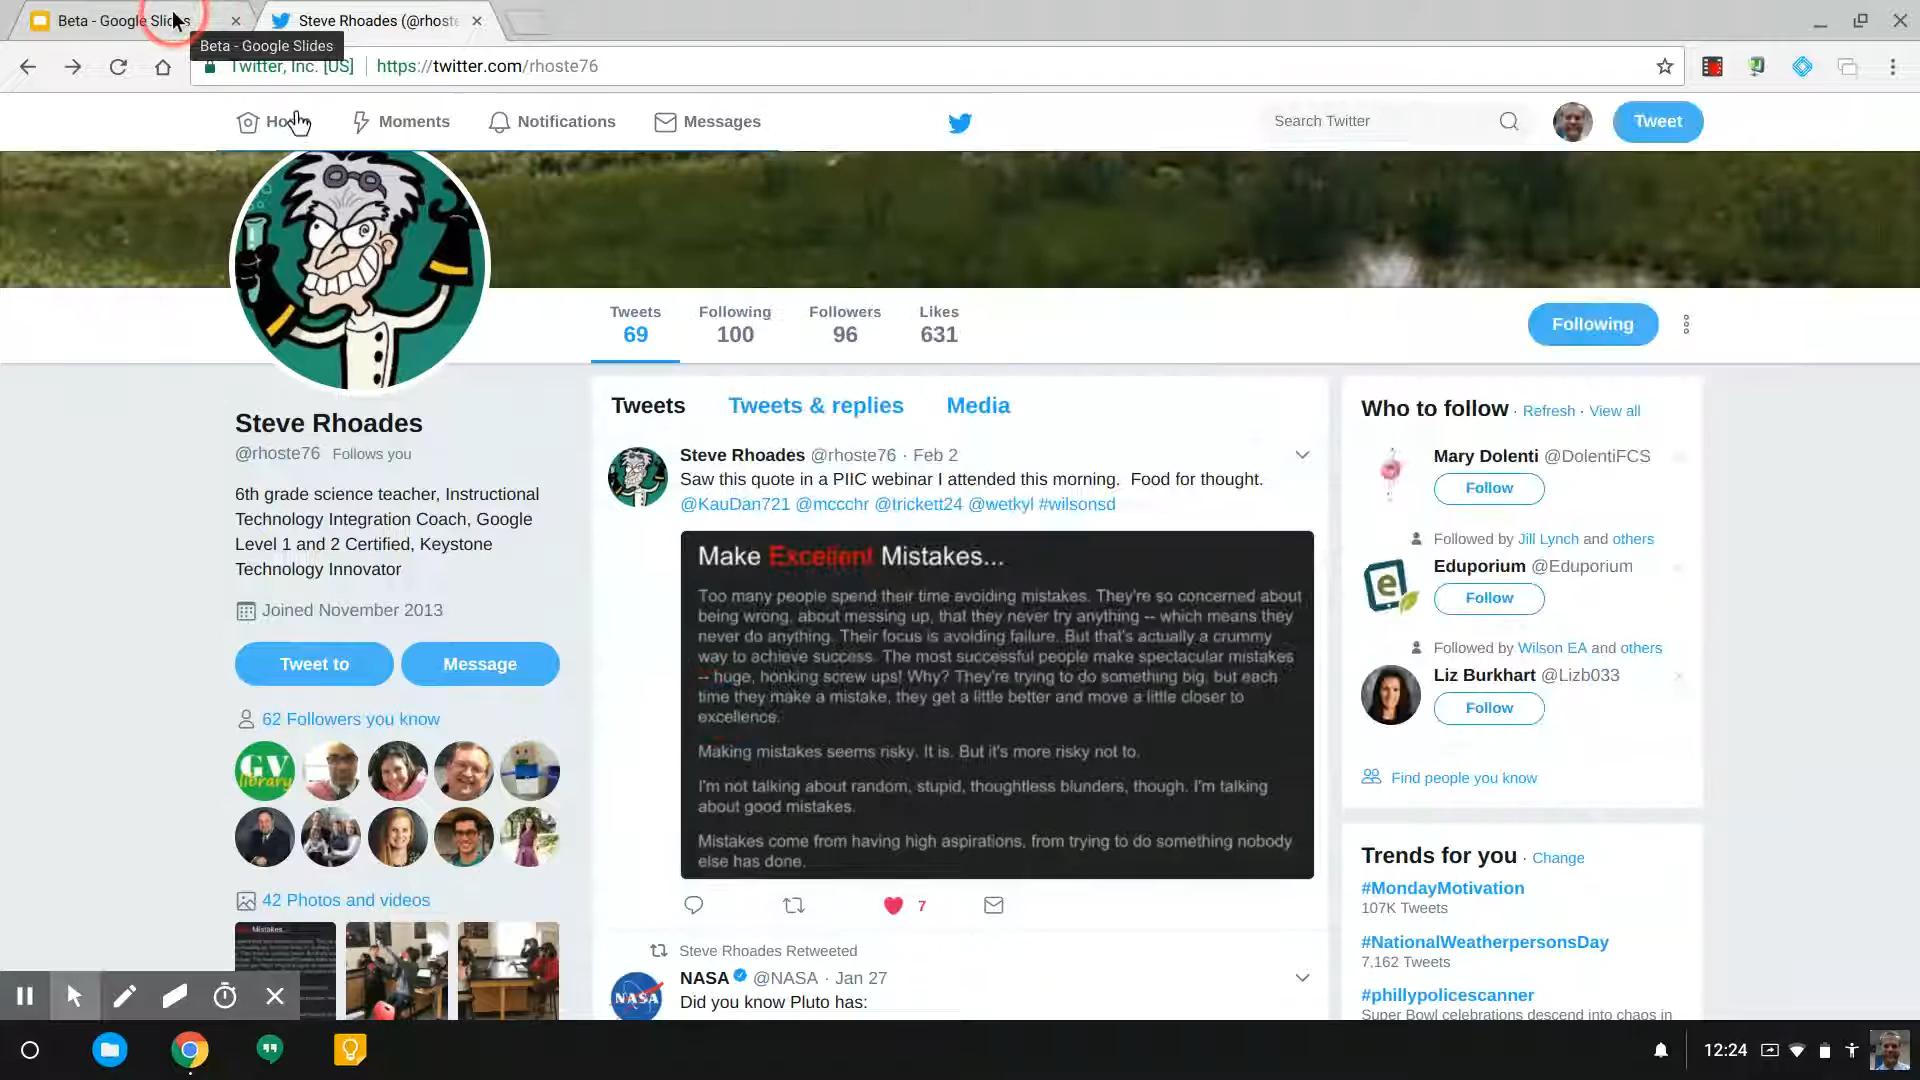 Beta - Google Slides
Steve Rhoades (@rhoste
Beta - Google Slides
Twitter, Inc. [US]
https://twitter.com/rhoste76
Moments
Notifications
Messages
Search Twitter
Tweet
Tweets
69
Following
100
Followers
96
Likes
631
Following
Steve Rhoades
@rhoste76 Follows you
6th grade science teacher, Instructional
Technology Integration Coach, Google
Level 1 and 2 Certified, Keystone
Technology Innovator
Joined November 2013
Tweet to
Message
62 Followers you know
GV
library
42 Photos and videos
Mistakes...
Tweets
Tweets & replies
Media
Steve Rhoades @rhoste76 · Feb 2
Saw this quote in a PIIC webinar I attended this morning. Food for thought.
@KauDan721 @mccchr @trickett24 @wetkyl #wilsonsd
Make Excellent Mistakes...
Too many people spend their time avoiding mistakes. They're so concerned about
being wrong, about messing up, that they never try anything -- which means they
never do anything. Their focus is avoiding failure. But that's actually a crummy
way to achieve success. The most successful people make spectacular mistakes
-- huge, honking screw ups! Why? They're trying to do something big, but each
time they make a mistake, they get a little better and move a little closer to
excellence.
Making mistakes seems risky. It is. But it's more risky not to.
I'm not talking about random, stupid, thoughtless blunders, though. I'm talking
about good mistakes.
Mistakes come from having high aspirations, from trying to do something nobody
else has done.
7
Steve Rhoades Retweeted
NASA @NASA · Jan 27
Did you know Pluto has:
NASA
Who to follow · Refresh · View all
Mary Dolenti @DolentiFCS
Follow
Followed by Jill Lynch and others
Eduporium @Eduporium
Follow
Followed by Wilson EA and others
Liz Burkhart @Lizb033
Follow
Find people you know
Trends for you · Change
#MondayMotivation
107K Tweets
#NationalWeatherpersonsDay
7,162 Tweets
#phillypolicescanner
Super Bowl celebrations descend into chaos in
12:24